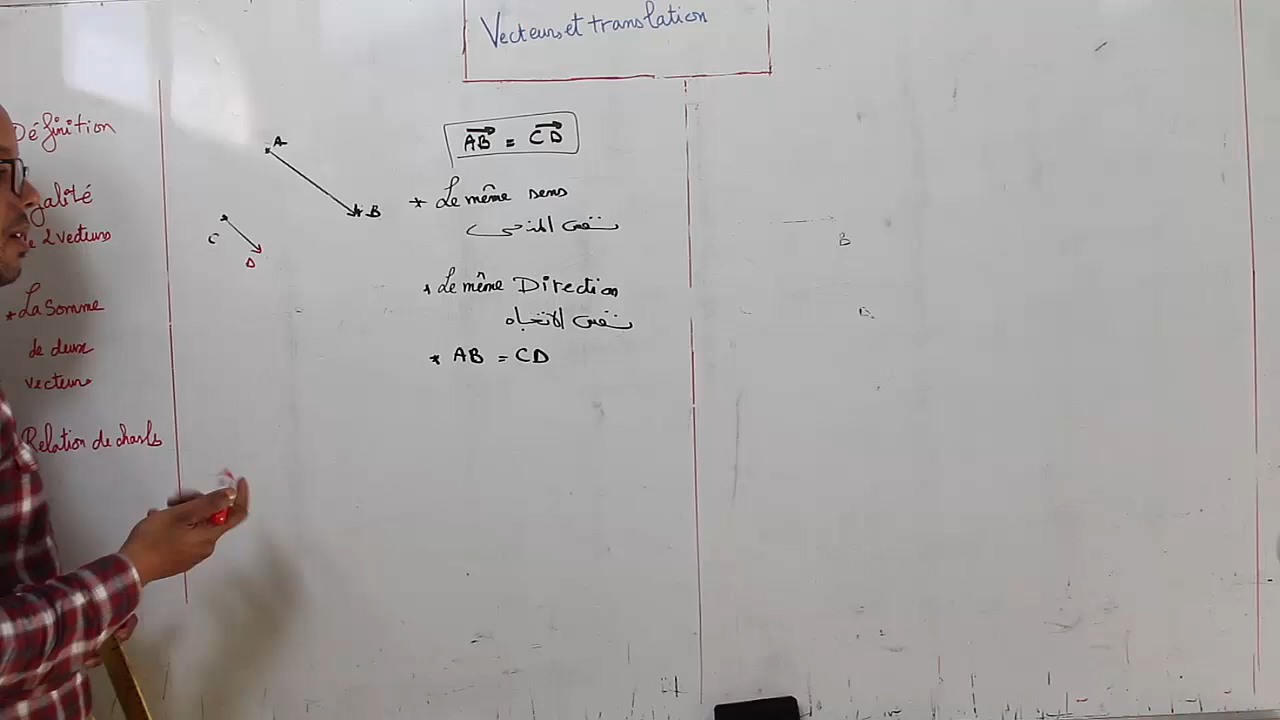 Vecteurs et translation
Définition
galité
de 2 vecteurs
* La Somme
de deux
vecteurs
Relation de chasls
A
B
C
D
AB = CD
* Le même sens
نفس المنحى
* Le même Direction
نفس الاتجاه
* AB = CD
B